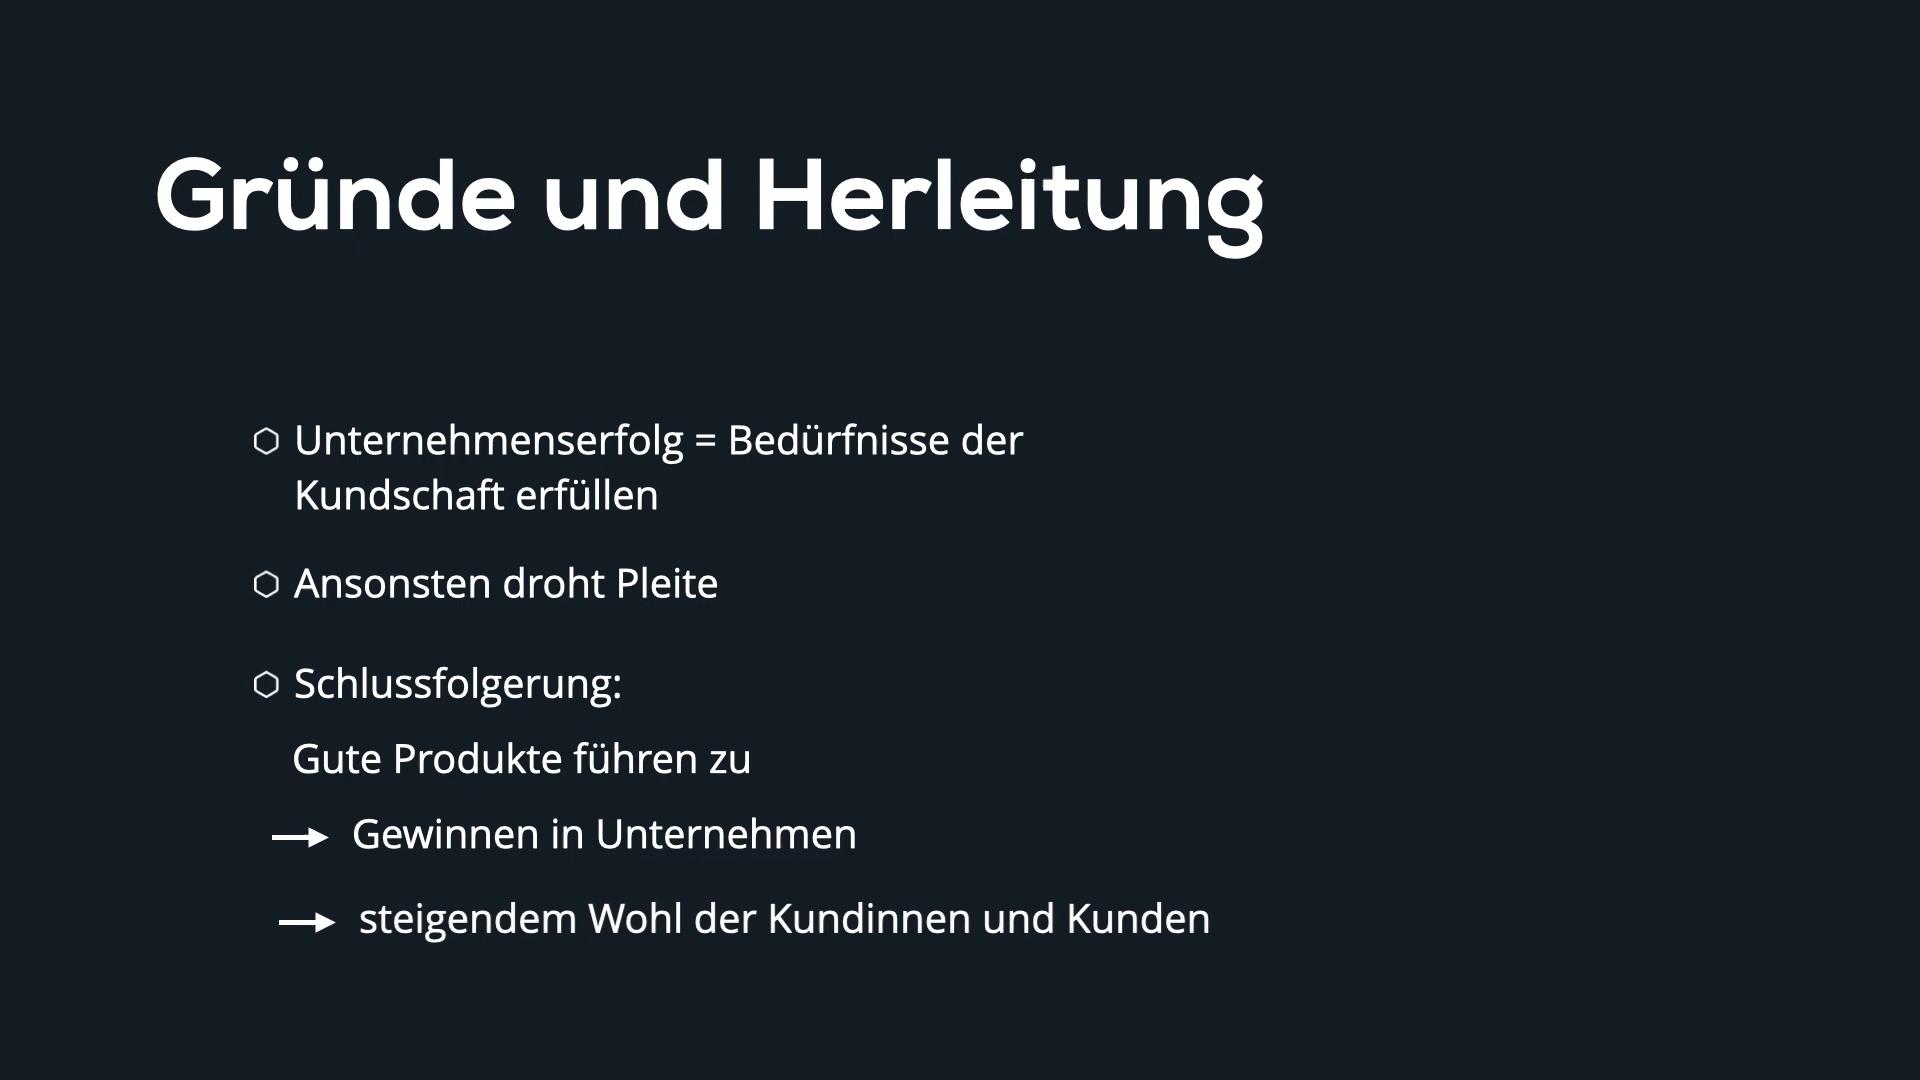 Gründe und Herleitung
Unternehmenserfolg = Bedürfnisse der
Kundschaft erfüllen
Ansonsten droht Pleite
Schlussfolgerung:
Gute Produkte führen zu
Gewinnen in Unternehmen
steigendem Wohl der Kundinnen und Kunden